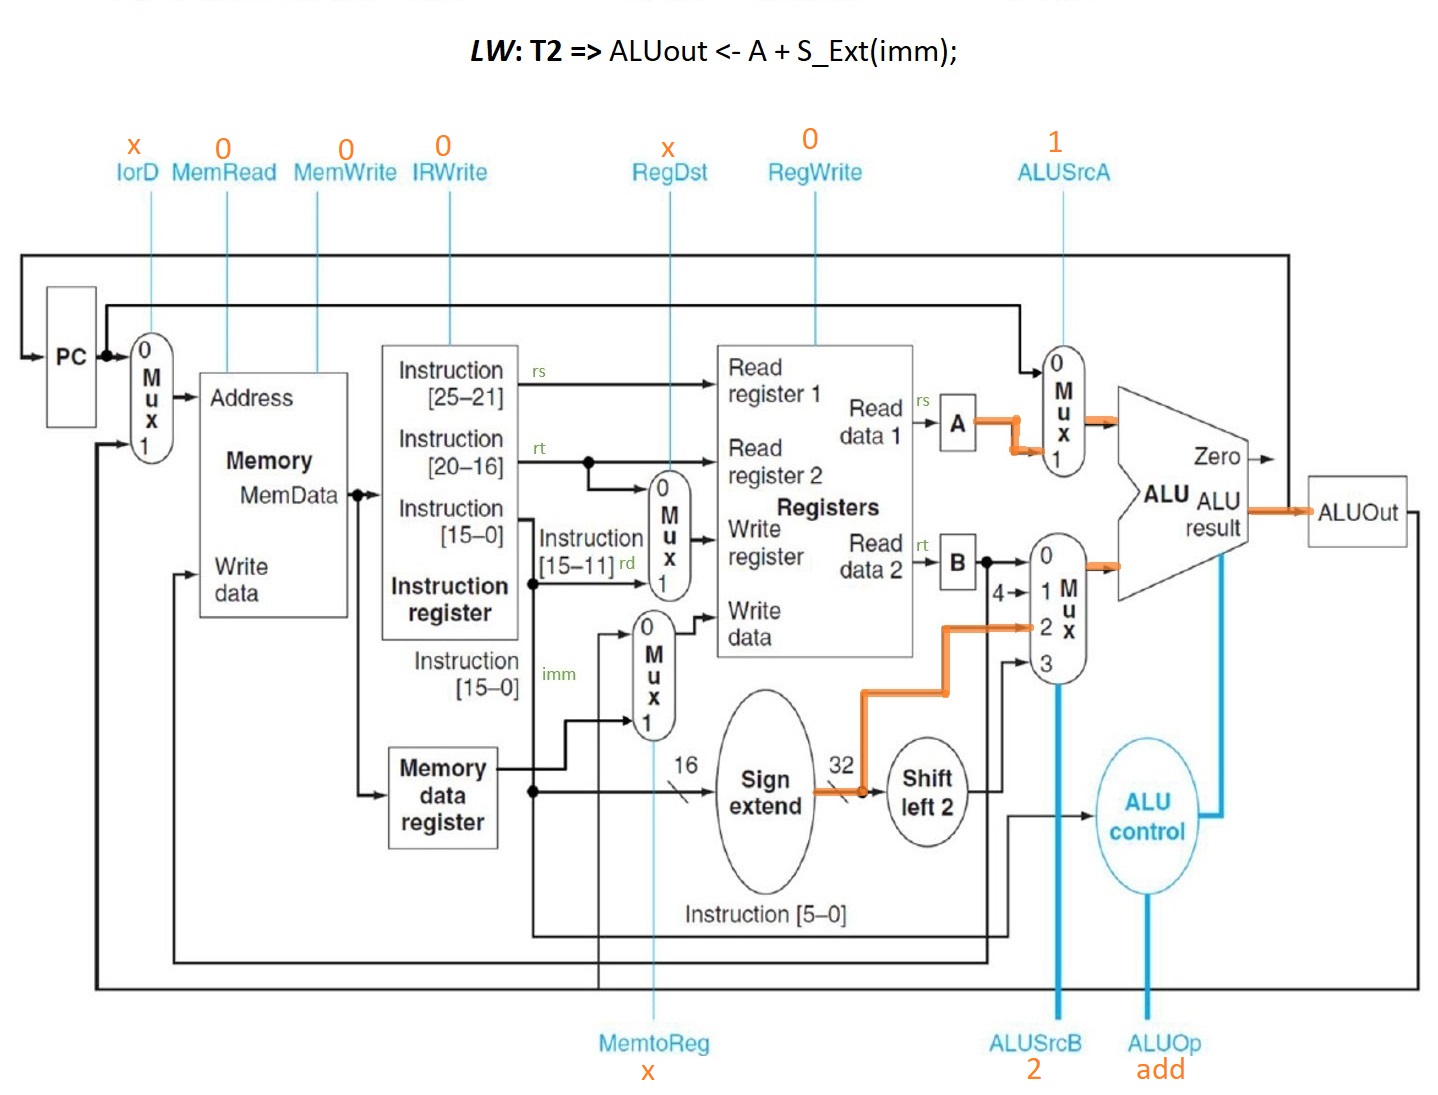 LW: T2 => ALUout <- A + S_Ext(imm);
x 0 0 0 x 0 1
IorD MemRead MemWrite IRWrite RegDst RegWrite ALUSrcA
PC
0
M
u
x
1
Address
Memory
MemData
Write
data
Instruction
[25–21]
Instruction
[20–16]
Instruction
[15–0]
Instruction
register
rs
rt
Instruction
[15–11] rd
0
M
u
x
1
Read
register 1
Read
register 2
Write
register
Write
data
Registers
Read
data 1
Read
data 2
rs
A
rt
B
4
0
M
u
x
1
0
1
2
3
M
u
x
Zero
ALU
ALU
result
ALUOut
Instruction
[15–0]
imm
0
M
u
x
1
Memory
data
register
16
Sign
extend
32
Shift
left 2
ALU
control
Instruction [5–0]
MemtoReg ALUSrcB ALUOp
x 2 add